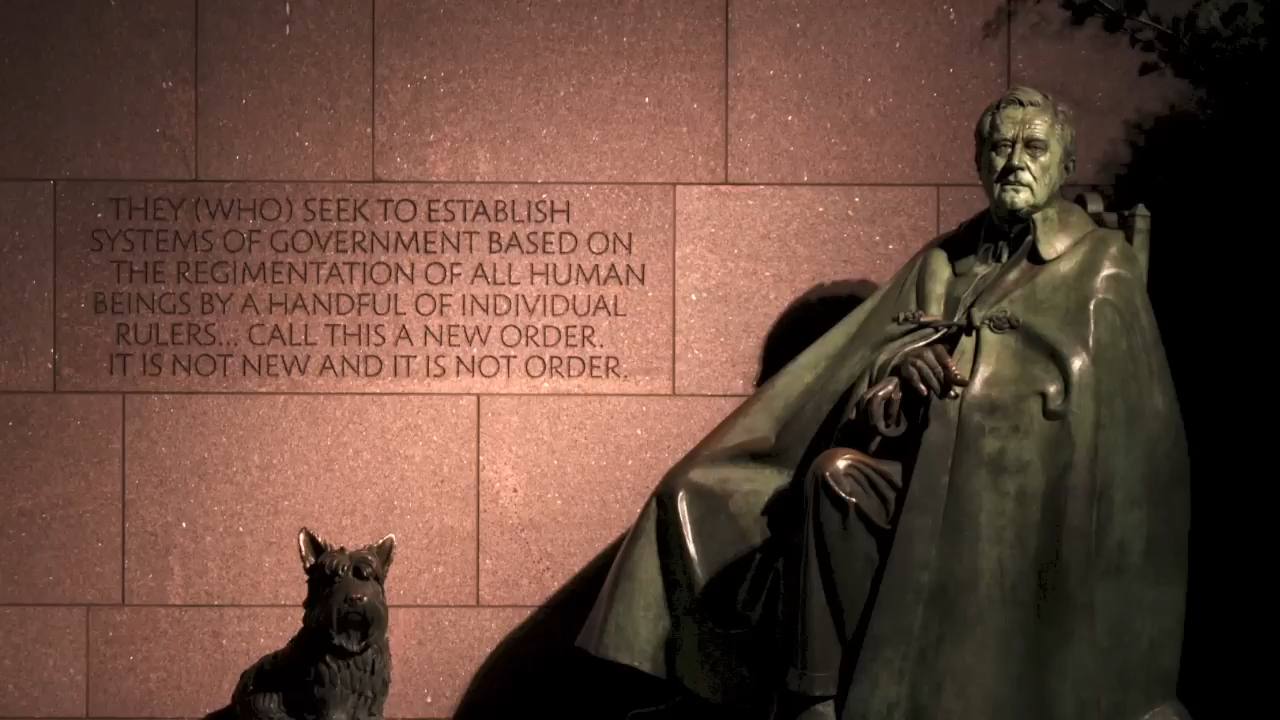 THEY (WHO) SEEK TO ESTABLISH
SYSTEMS OF GOVERNMENT BASED ON
THE REGIMENTATION OF ALL HUMAN
BEINGS BY A HANDFUL OF INDIVIDUAL
RULERS... CALL THIS A NEW ORDER.
IT IS NOT NEW AND IT IS NOT ORDER.